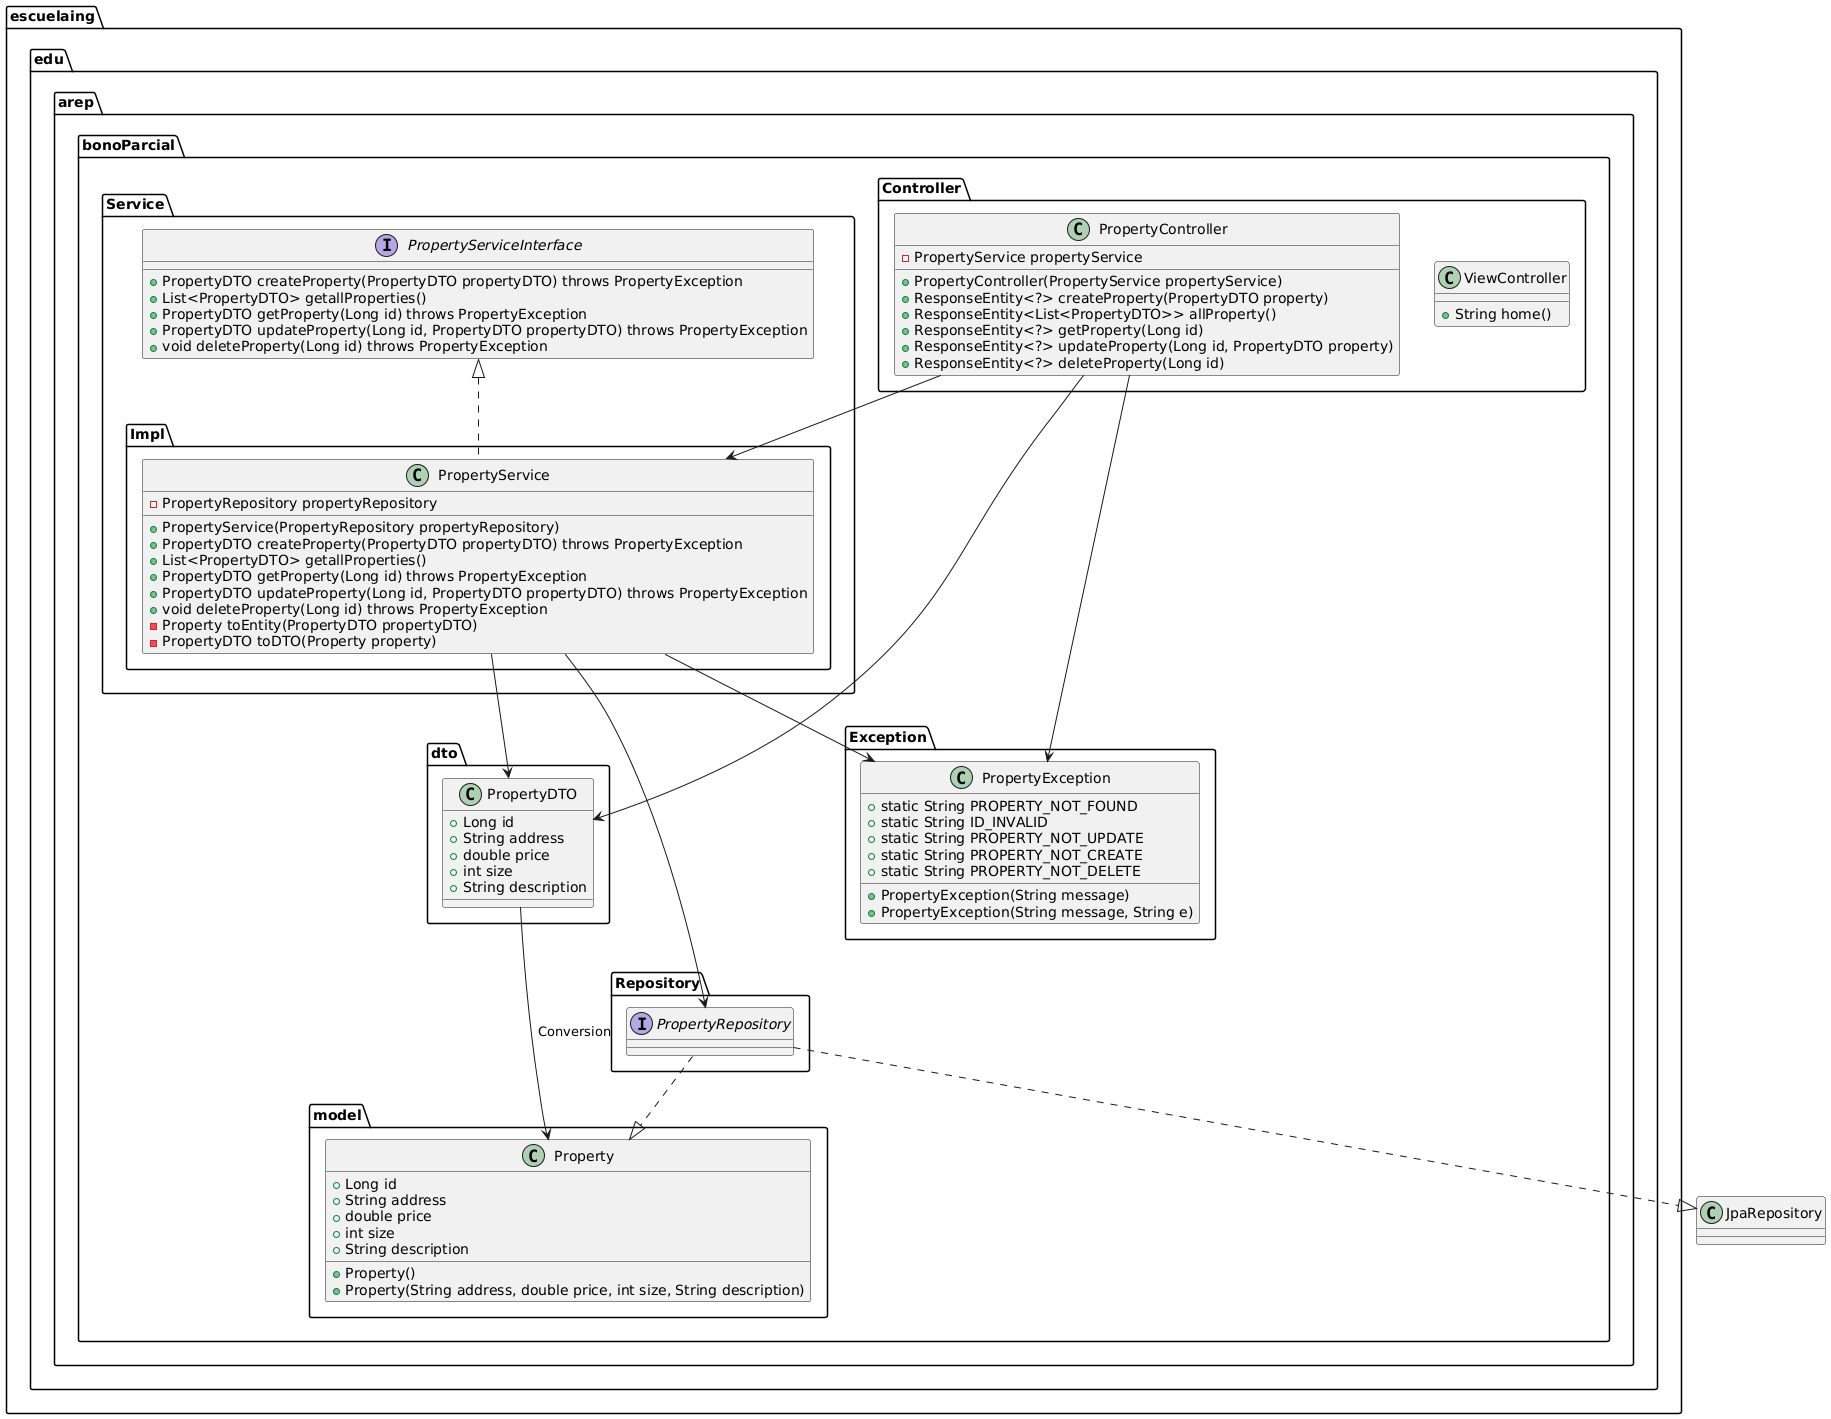 escuelaing
edu
arep
bonoParcial
Service
PropertyServiceInterface
PropertyDTO createProperty(PropertyDTO propertyDTO) throws PropertyException
List<PropertyDTO> getallProperties()
PropertyDTO getProperty(Long id) throws PropertyException
PropertyDTO updateProperty(Long id, PropertyDTO propertyDTO) throws PropertyException
void deleteProperty(Long id) throws PropertyException
Controller
PropertyController
PropertyService propertyService
PropertyController(PropertyService propertyService)
ResponseEntity<?> createProperty(PropertyDTO property)
ResponseEntity<List<PropertyDTO>> allProperty()
ResponseEntity<?> getProperty(Long id)
ResponseEntity<?> updateProperty(Long id, PropertyDTO property)
ResponseEntity<?> deleteProperty(Long id)
ViewController
String home()
Impl
PropertyService
PropertyRepository propertyRepository
PropertyService(PropertyRepository propertyRepository)
PropertyDTO createProperty(PropertyDTO propertyDTO) throws PropertyException
List<PropertyDTO> getallProperties()
PropertyDTO getProperty(Long id) throws PropertyException
PropertyDTO updateProperty(Long id, PropertyDTO propertyDTO) throws PropertyException
void deleteProperty(Long id) throws PropertyException
Property toEntity(PropertyDTO propertyDTO)
PropertyDTO toDTO(Property property)
dto
PropertyDTO
Long id
String address
double price
int size
String description
Exception
PropertyException
static String PROPERTY_NOT_FOUND
static String ID_INVALID
static String PROPERTY_NOT_UPDATE
static String PROPERTY_NOT_CREATE
static String PROPERTY_NOT_DELETE
PropertyException(String message)
PropertyException(String message, String e)
Repository
PropertyRepository
Conversion
model
Property
Long id
String address
double price
int size
String description
Property()
Property(String address, double price, int size, String description)
JpaRepository